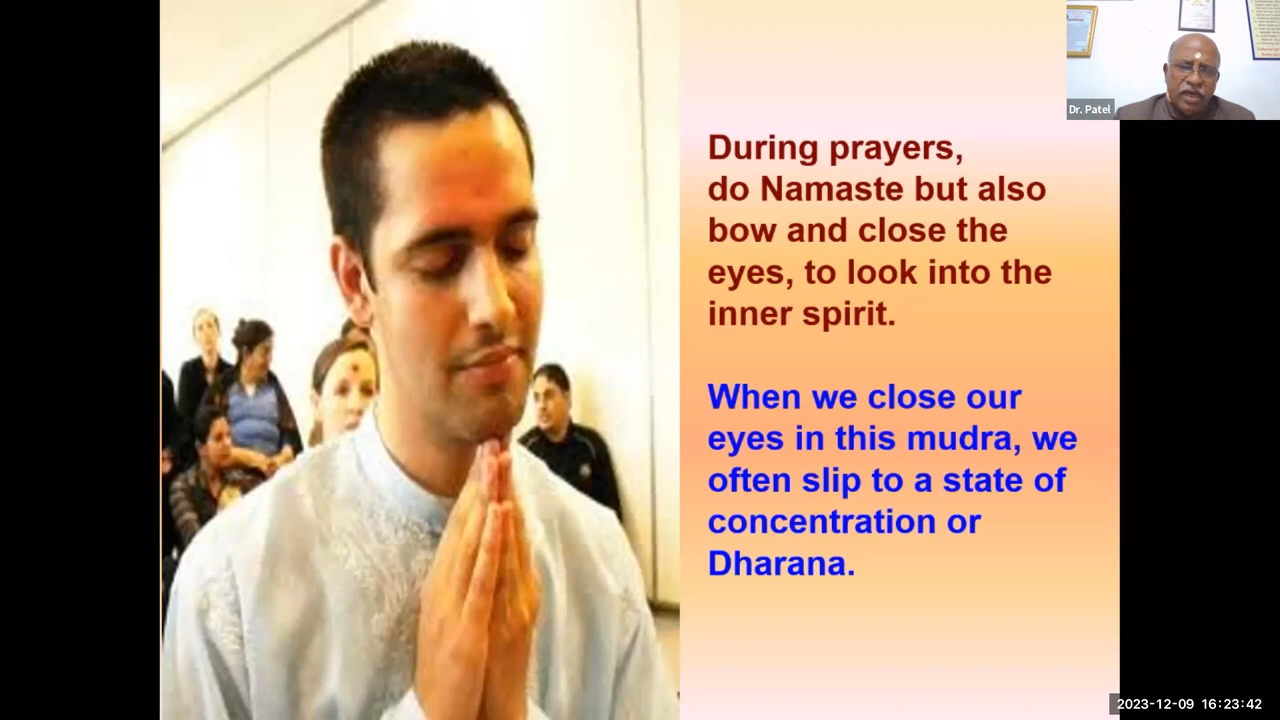 Dr. Patel
During prayers,
do Namaste but also
bow and close the
eyes, to look into the
inner spirit.
When we close our
eyes in this mudra, we
often slip to a state of
concentration or
Dharana.
2023-12-09 16:23:42